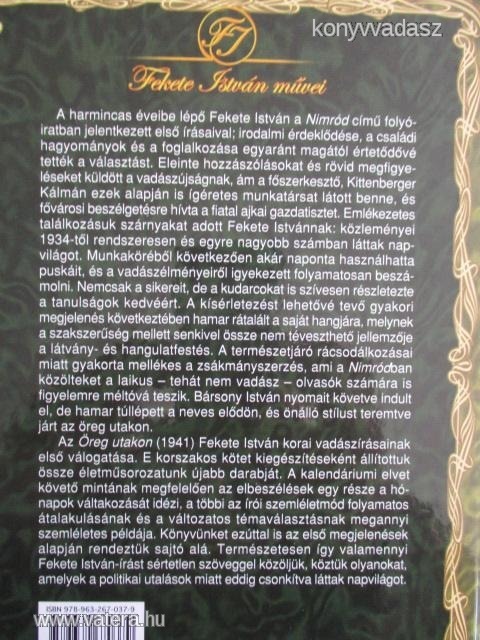 konyvvadasz
FI
Fekete István művei
A harmincas éveibe lépő Fekete István a Nimród című folyó-
iratban jelentkezett első írásaival; irodalmi érdeklődése, a családi
hagyományok és a foglalkozása egyaránt magától értetődővé
tették a választást. Eleinte hozzászólásokat és rövid megfigye-
léseket küldött a vadászújságnak, ám a főszerkesztő, Kittenberger
Kálmán ezek alapján is ígéretes munkatársat látott benne, és
fővárosi beszélgetésre hívta a fiatal ajkai gazdatisztet. Emlékezetes
találkozásuk szárnyakat adott Fekete Istvánnak: közleményei
1934-től rendszeresen és egyre nagyobb számban láttak nap-
világot. Munkaköréből következően akár naponta használhatta
puskáit, és a vadászélményeiről igyekezett folyamatosan beszá-
molni. Nemcsak a sikereit, de a kudarcokat is szívesen részletezte
a tanulságok kedvéért. A kísérletezést lehetővé tevő gyakori
megjelenés következtében hamar rátalált a saját hangjára, melynek
a szakszerűség mellett senkivel össze nem téveszthető jellemzője
a látvány- és hangulatfestés. A természetjáró rácsodálkozásai
miatt gyakorta mellékes a zsákmányszerzés, ami a Nimródban
közölteket a laikus – tehát nem vadász – olvasók számára is
figyelemre méltóvá teszik. Bársony István nyomait követve indult
el, de hamar túllépett a neves elődön, és önálló stílust teremtve
járt az öreg utakon.
Az Öreg utakon (1941) Fekete István korai vadászírásainak
első válogatása. E korszakos kötet kiegészítéseként állítottuk
össze életműsorozatunk újabb darabját. A kalendáriumi elvet
követő mintának megfelelően az elbeszélések egy része a hó-
napok váltakozását idézi, a többi az írói szemléletmód folyamatos
átalakulásának és a változatos témaválasztásnak megannyi
szemléletes példája. Könyvünket ezúttal is az első megjelenések
alapján rendeztük sajtó alá. Természetesen így valamennyi
Fekete István-írást sértetlen szöveggel közöljük, köztük olyanokat,
amelyek a politikai utalások miatt eddig csonkítva láttak napvilágot.
ISBN 978-963-267-037-9
www.vatera.hu